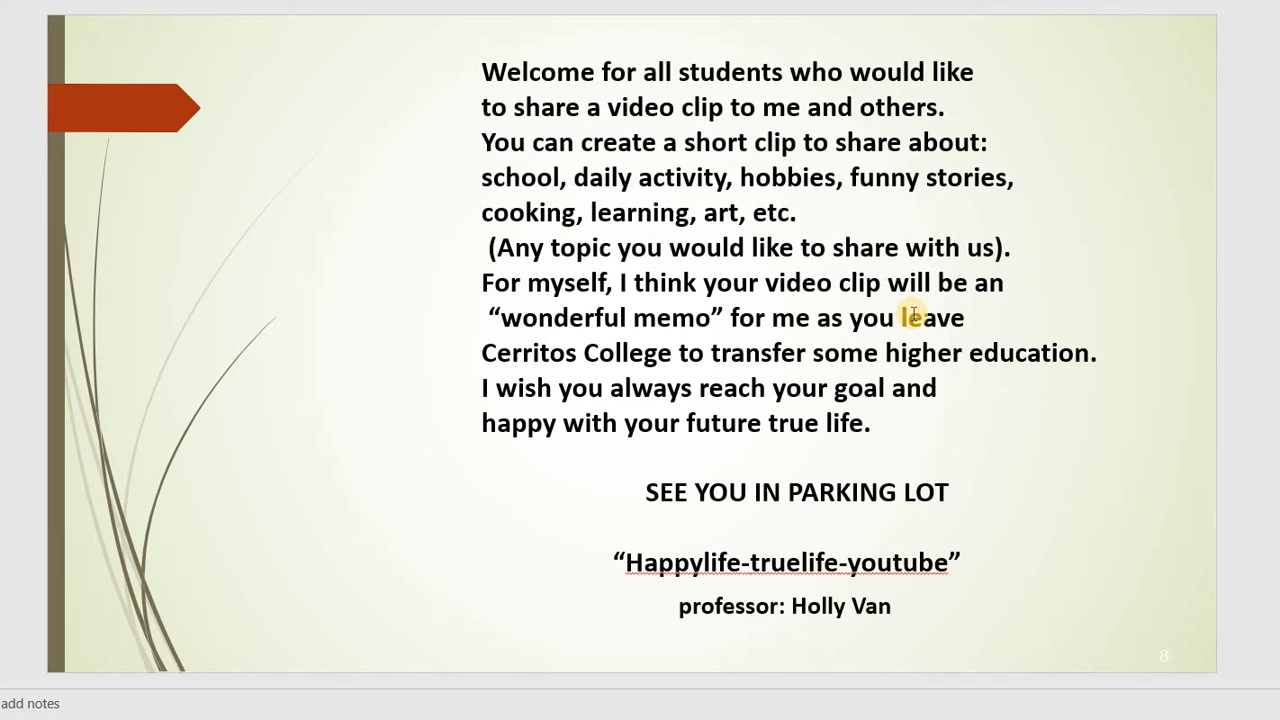 Welcome for all students who would like
to share a video clip to me and others.
You can create a short clip to share about:
school, daily activity, hobbies, funny stories,
cooking, learning, art, etc.
(Any topic you would like to share with us).
For myself, I think your video clip will be an
“wonderful memo” for me as you leave
Cerritos College to transfer some higher education.
I wish you always reach your goal and
happy with your future true life.
SEE YOU IN PARKING LOT
“Happylife-truelife-youtube”
professor: Holly Van
8
add notes